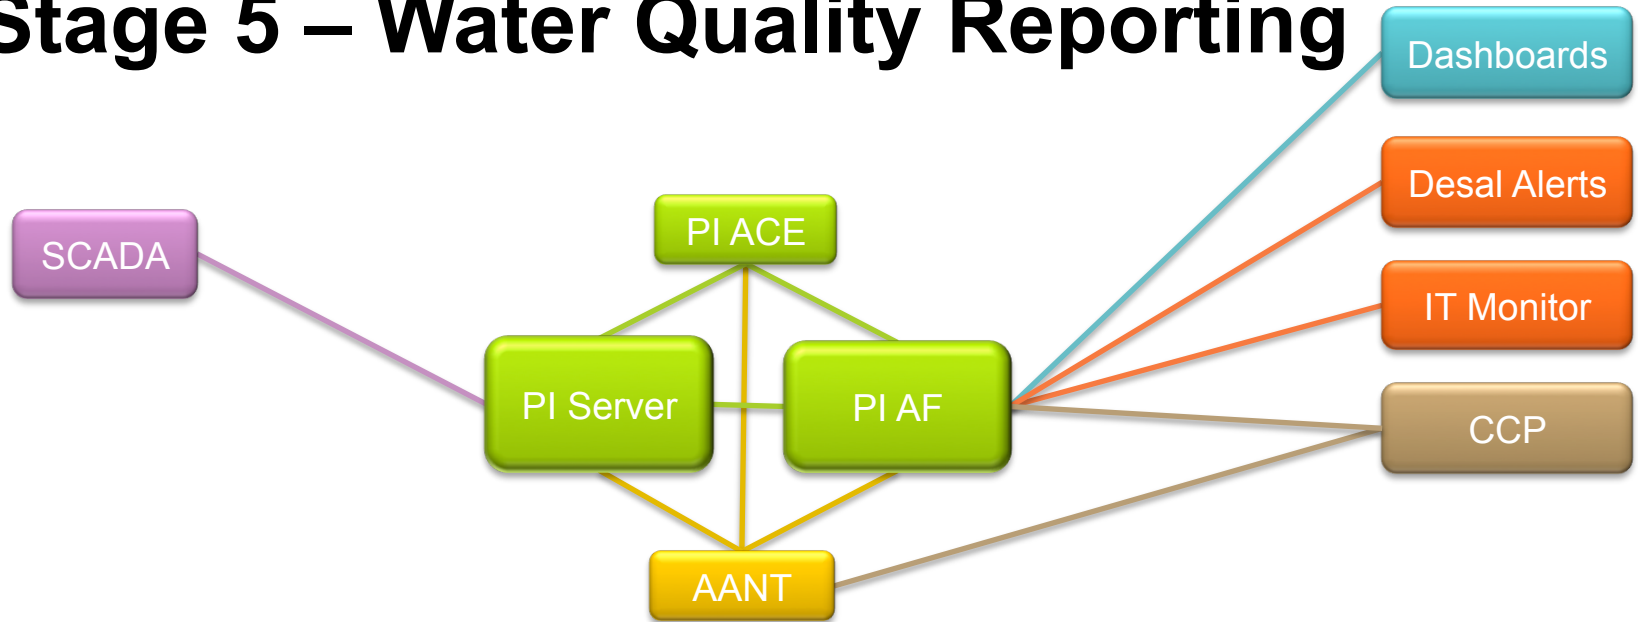 Stage 5 – Water Quality Reporting
Dashboards
Desal Alerts
SCADA
PI ACE
IT Monitor
PI Server
PI AF
CCP
AANT